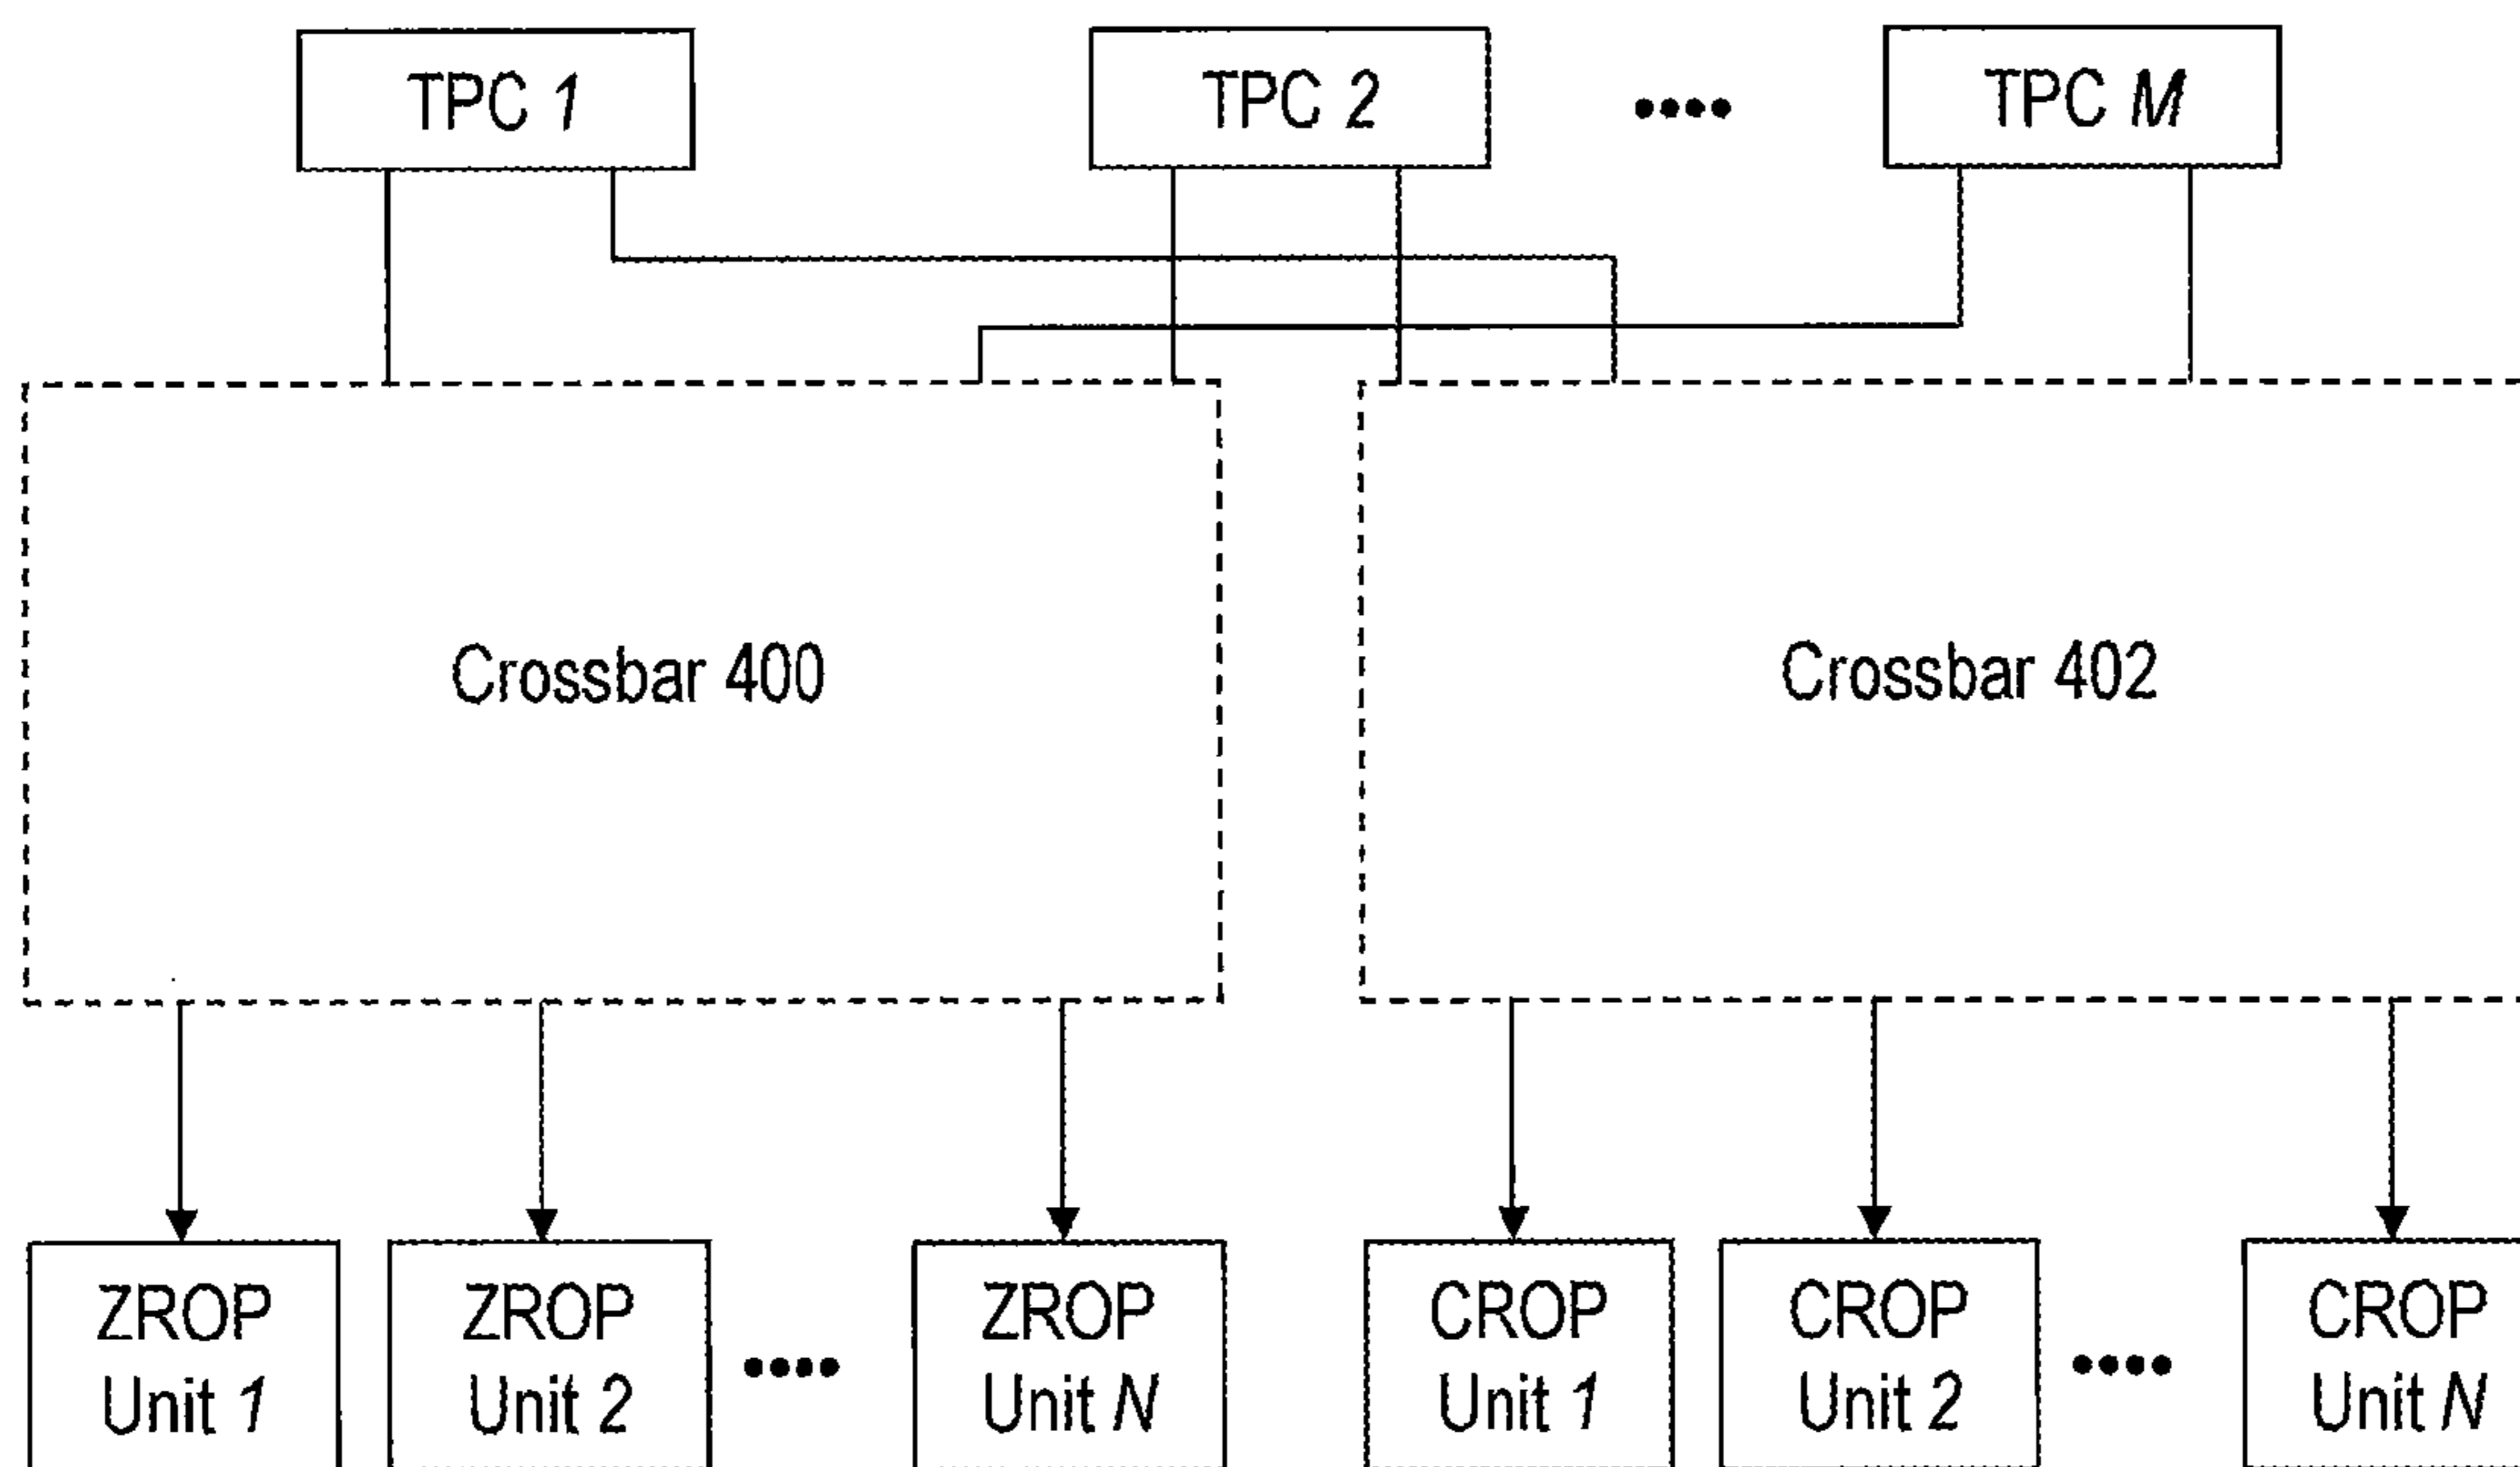 TPC 1
TPC 2
TPC M
Crossbar 400
Crossbar 402
ZROP
Unit 1
ZROP
Unit 2
ZROP
Unit N
CROP
Unit 1
CROP
Unit 2
CROP
Unit N